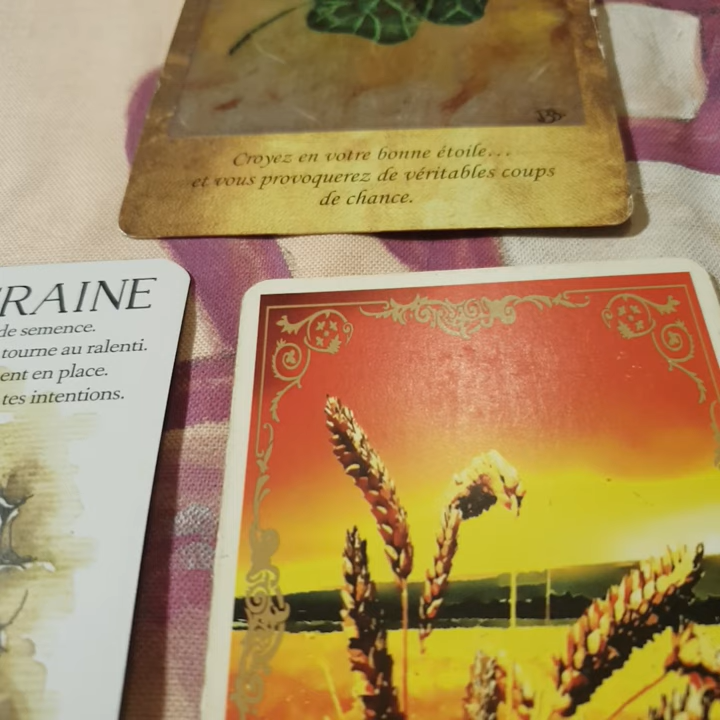 Croyez en votre bonne étoile...
et vous provoquerez de véritables coups
de chance.
RAINE
de semence.
tourne au ralenti.
ent en place.
tes intentions.